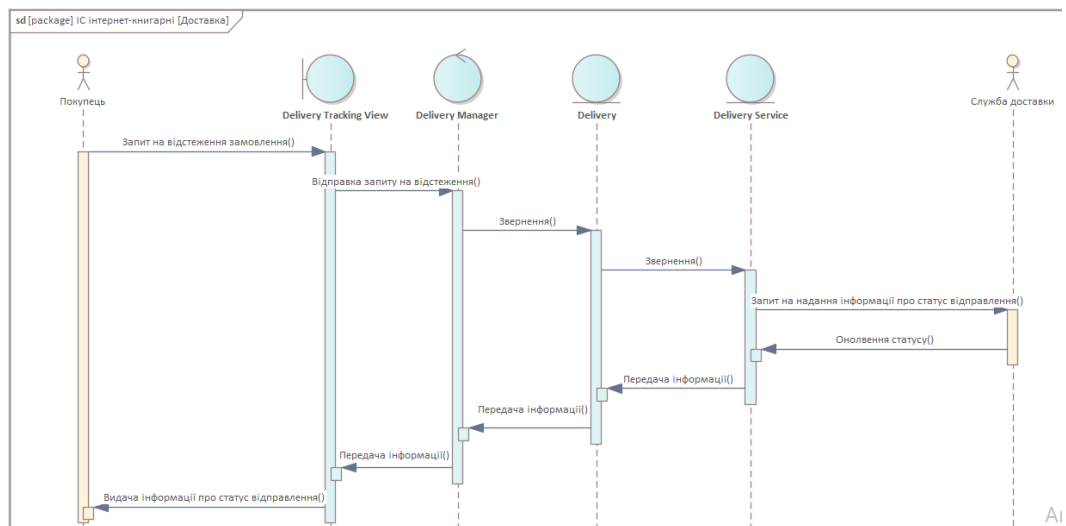 sd [package] ІС інтернет-книгарні [Доставка]
Покупець
Delivery Tracking View
Delivery Manager
Delivery
Delivery Service
Служба доставки
Запит на відстеження замовлення()
Відправка запиту на відстеження()
Звернення()
Звернення()
Запит на надання інформації про статус відправлення()
Онолвення статусу()
Передача інформації()
Передача інформації()
Передача інформації()
Видача інформації про статус відправлення()